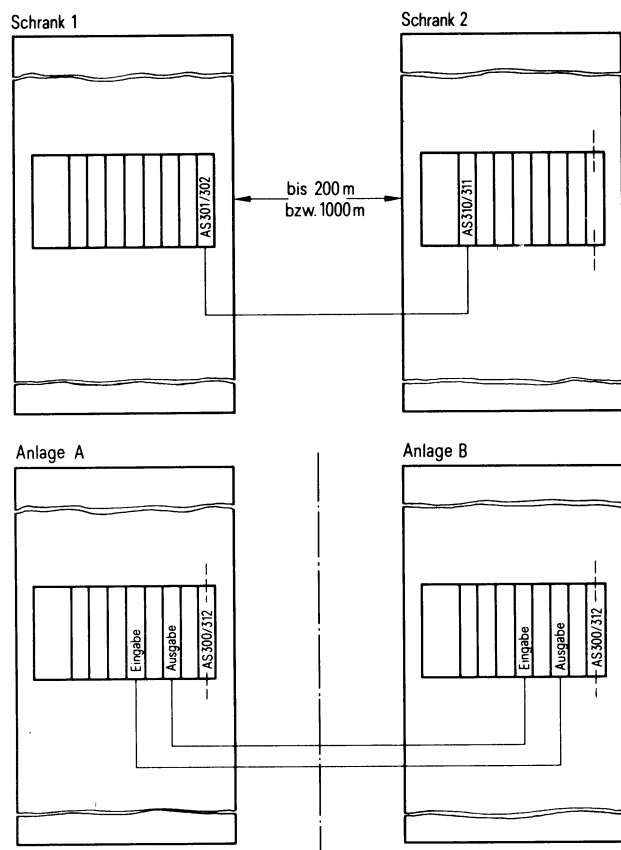 Schrank 1
Schrank 2
AS301/302
bis 200 m
bzw. 1000 m
AS310/311
Anlage A
Anlage B
Eingabe
Ausgabe
AS300/312
Eingabe
Ausgabe
AS300/312